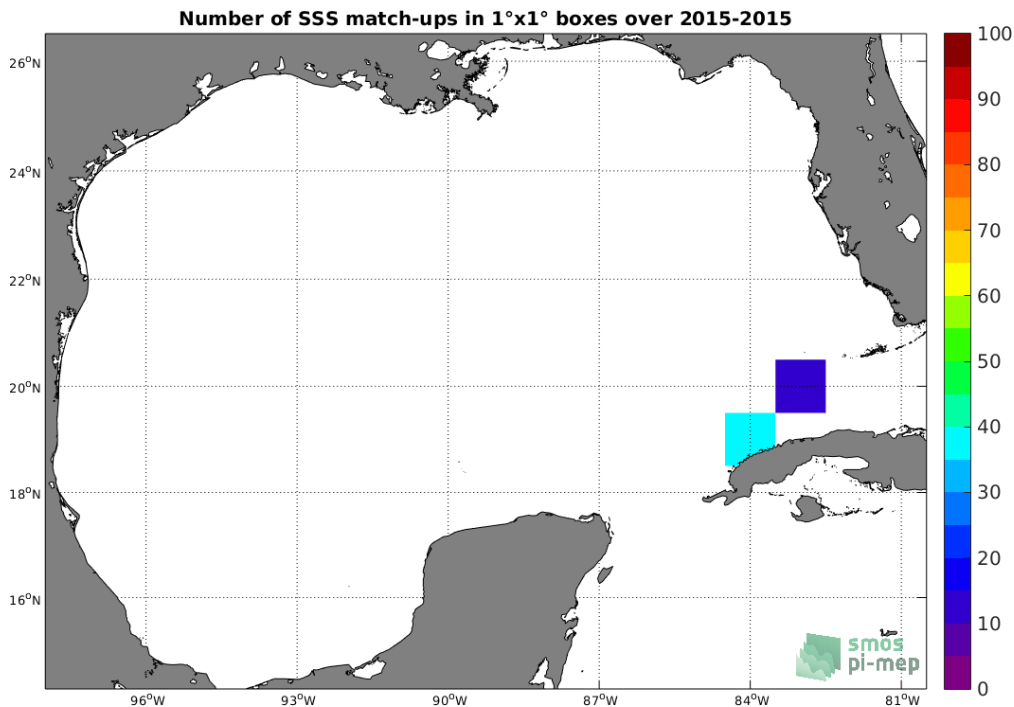 Number of SSS match-ups in 1°x1° boxes over 2015-2015
26°N
24°N
22°N
20°N
18°N
16°N
96°W
93°W
90°W
87°W
84°W
81°W
100
90
80
70
60
50
40
30
20
10
0
smos
pi-mep